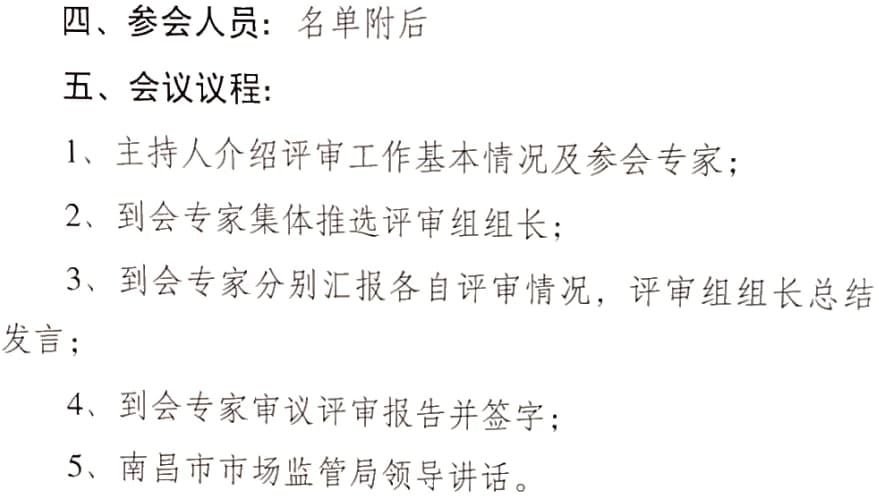 四、参会人员：名单附后
五、会议议程：
1、主持人介绍评审工作基本情况及参会专家；
2、到会专家集体推选评审组组长；
3、到会专家分别汇报各自评审情况，评审组组长总结
发言；
4、到会专家审议评审报告并签字；
5、南昌市市场监管局领导讲话。